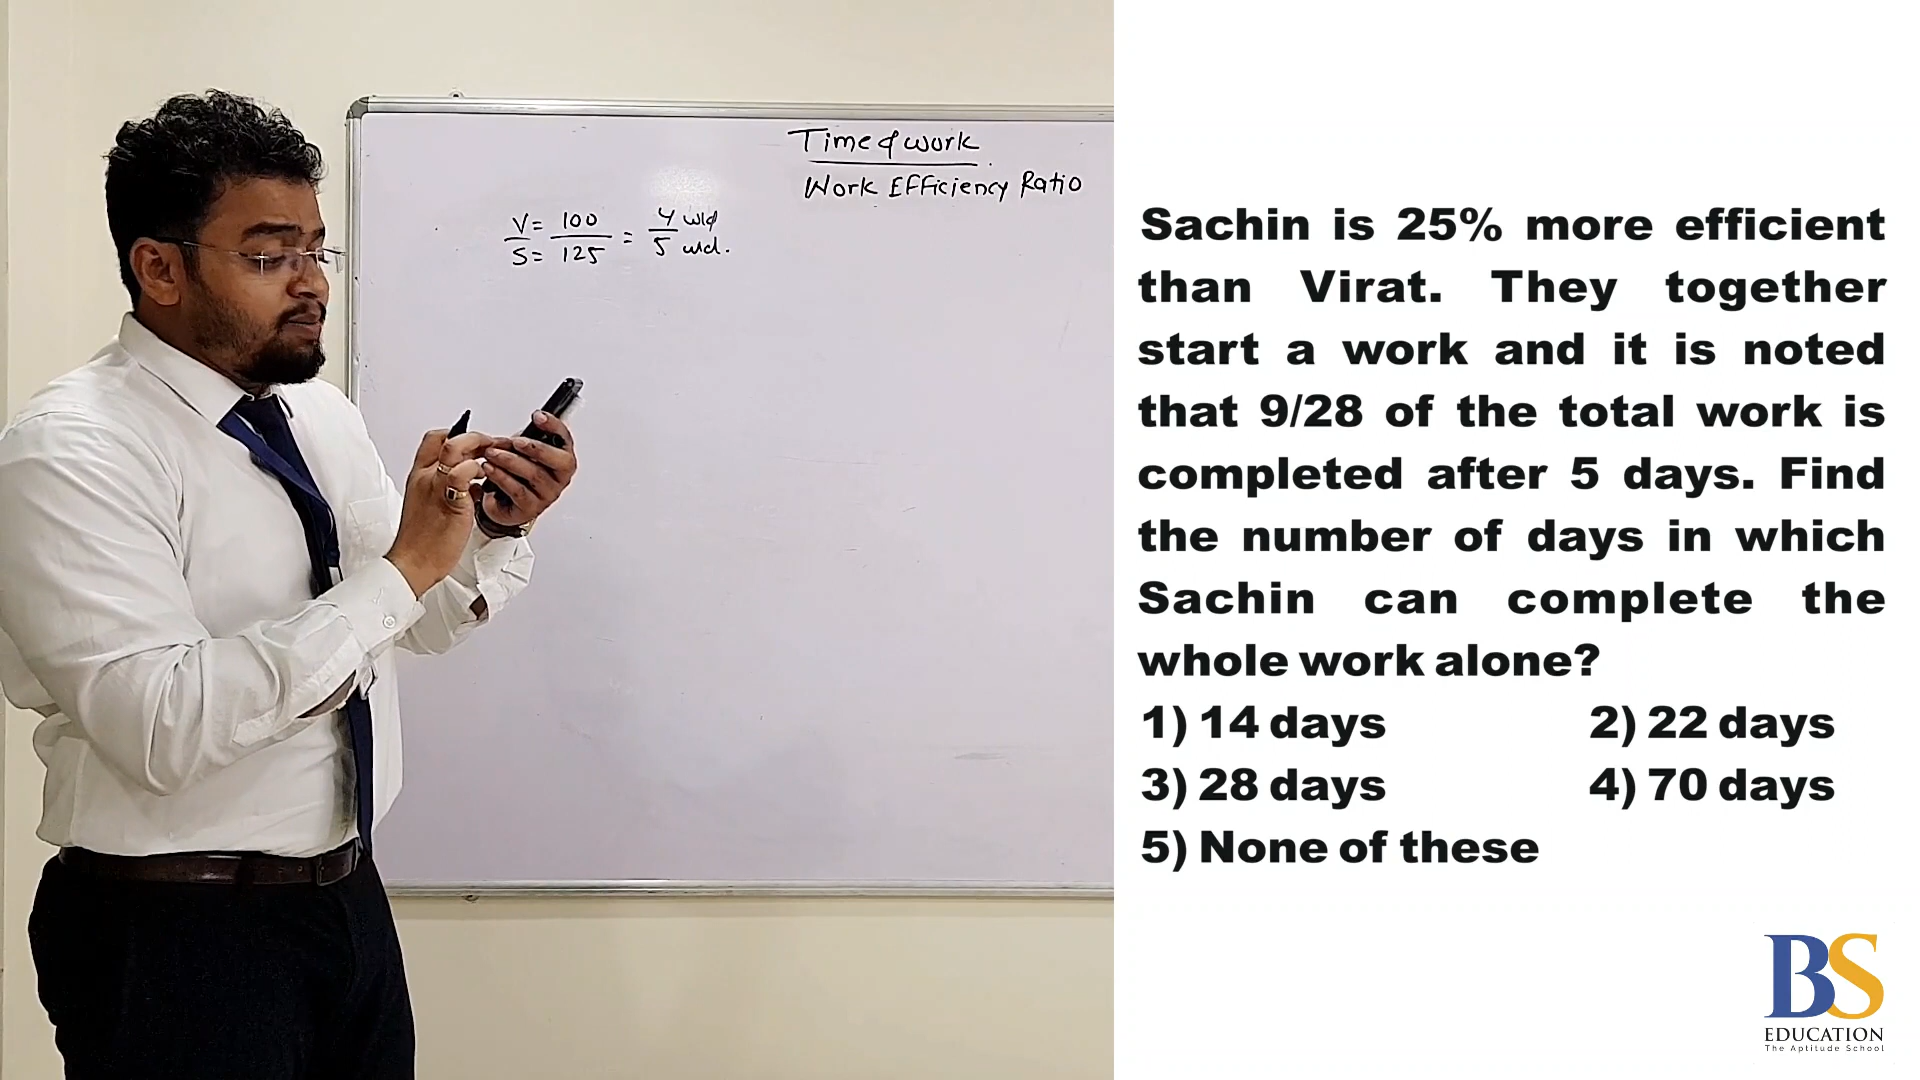 Time & work
Work Efficiency Ratio
V= 100 = 4 w/d
S= 125 5 w/d.
Sachin is 25% more efficient
than Virat. They together
start a work and it is noted
that 9/28 of the total work is
completed after 5 days. Find
the number of days in which
Sachin can complete the
whole work alone?
1) 14 days 2) 22 days
3) 28 days 4) 70 days
5) None of these
BS
EDUCATION
The Aptitude School